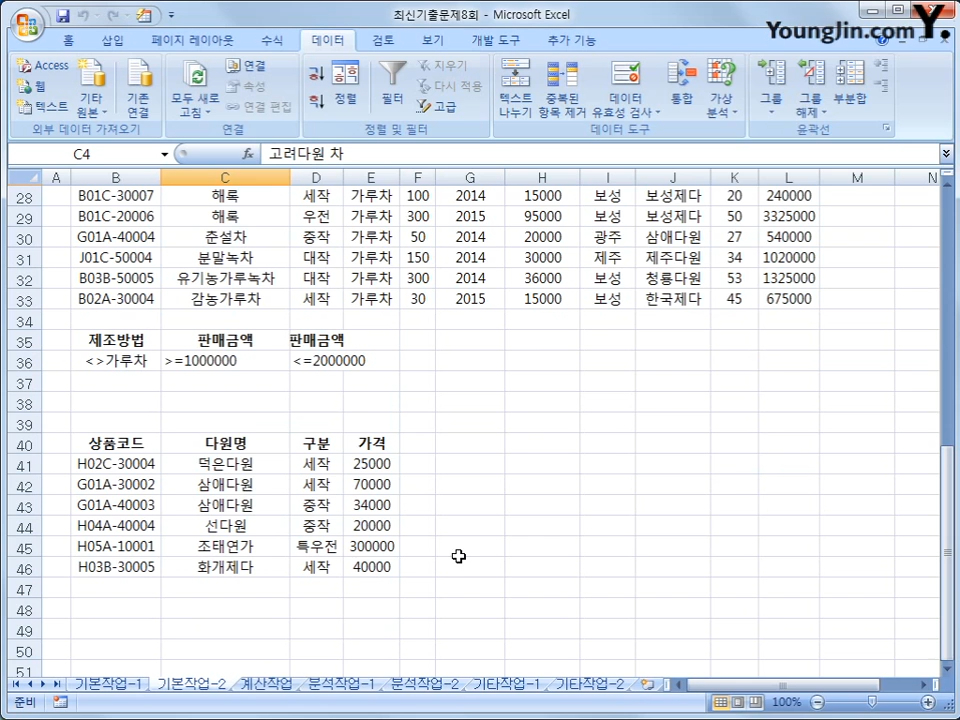 최신기출문제8회 - Microsoft Excel
YoungJin.com Y.
홈 삽입 페이지 레이아웃 수식 데이터 검토 보기 개발 도구 추가 기능
Access
웹
텍스트
기타 원본
기존 연결
모두 새로 고침
연결
속성
연결 편집
정렬
필터
지우기
다시 적용
고급
텍스트 나누기
중복된 항목 제거
데이터 유효성 검사
통합
가상 분석
그룹
그룹 해제
부분합
외부 데이터 가져오기 연결 정렬 및 필터 데이터 도구 윤곽선
C4 fx 고려다원 차
A B C D E F G H I J K L M N
28 B01C-30007 해록 세작 가루차 100 2014 15000 보성 보성제다 20 240000
29 B01C-20006 해록 우전 가루차 300 2015 95000 보성 보성제다 50 3325000
30 G01A-40004 춘설차 중작 가루차 50 2014 20000 광주 삼애다원 27 540000
31 J01C-50004 분말녹차 대작 가루차 150 2014 30000 제주 제주다원 34 1020000
32 B03B-50005 유기농가루녹차 대작 가루차 300 2014 36000 보성 청룡다원 53 1325000
33 B02A-30004 감농가루차 세작 가루차 30 2015 15000 보성 한국제다 45 675000
34
35 제조방법 판매금액 판매금액
36 <>가루차 >=1000000 <=2000000
37
38
39
40 상품코드 다원명 구분 가격
41 H02C-30004 덕은다원 세작 25000
42 G01A-30002 삼애다원 세작 70000
43 G01A-40003 삼애다원 중작 34000
44 H04A-40004 선다원 중작 20000
45 H05A-10001 조태연가 특우전 300000
46 H03B-30005 화개제다 세작 40000
47
48
49
50
51
기본작업-1 기본작업-2 계산작업 분석작업-1 분석작업-2 기타작업-1 기타작업-2
준비 100%